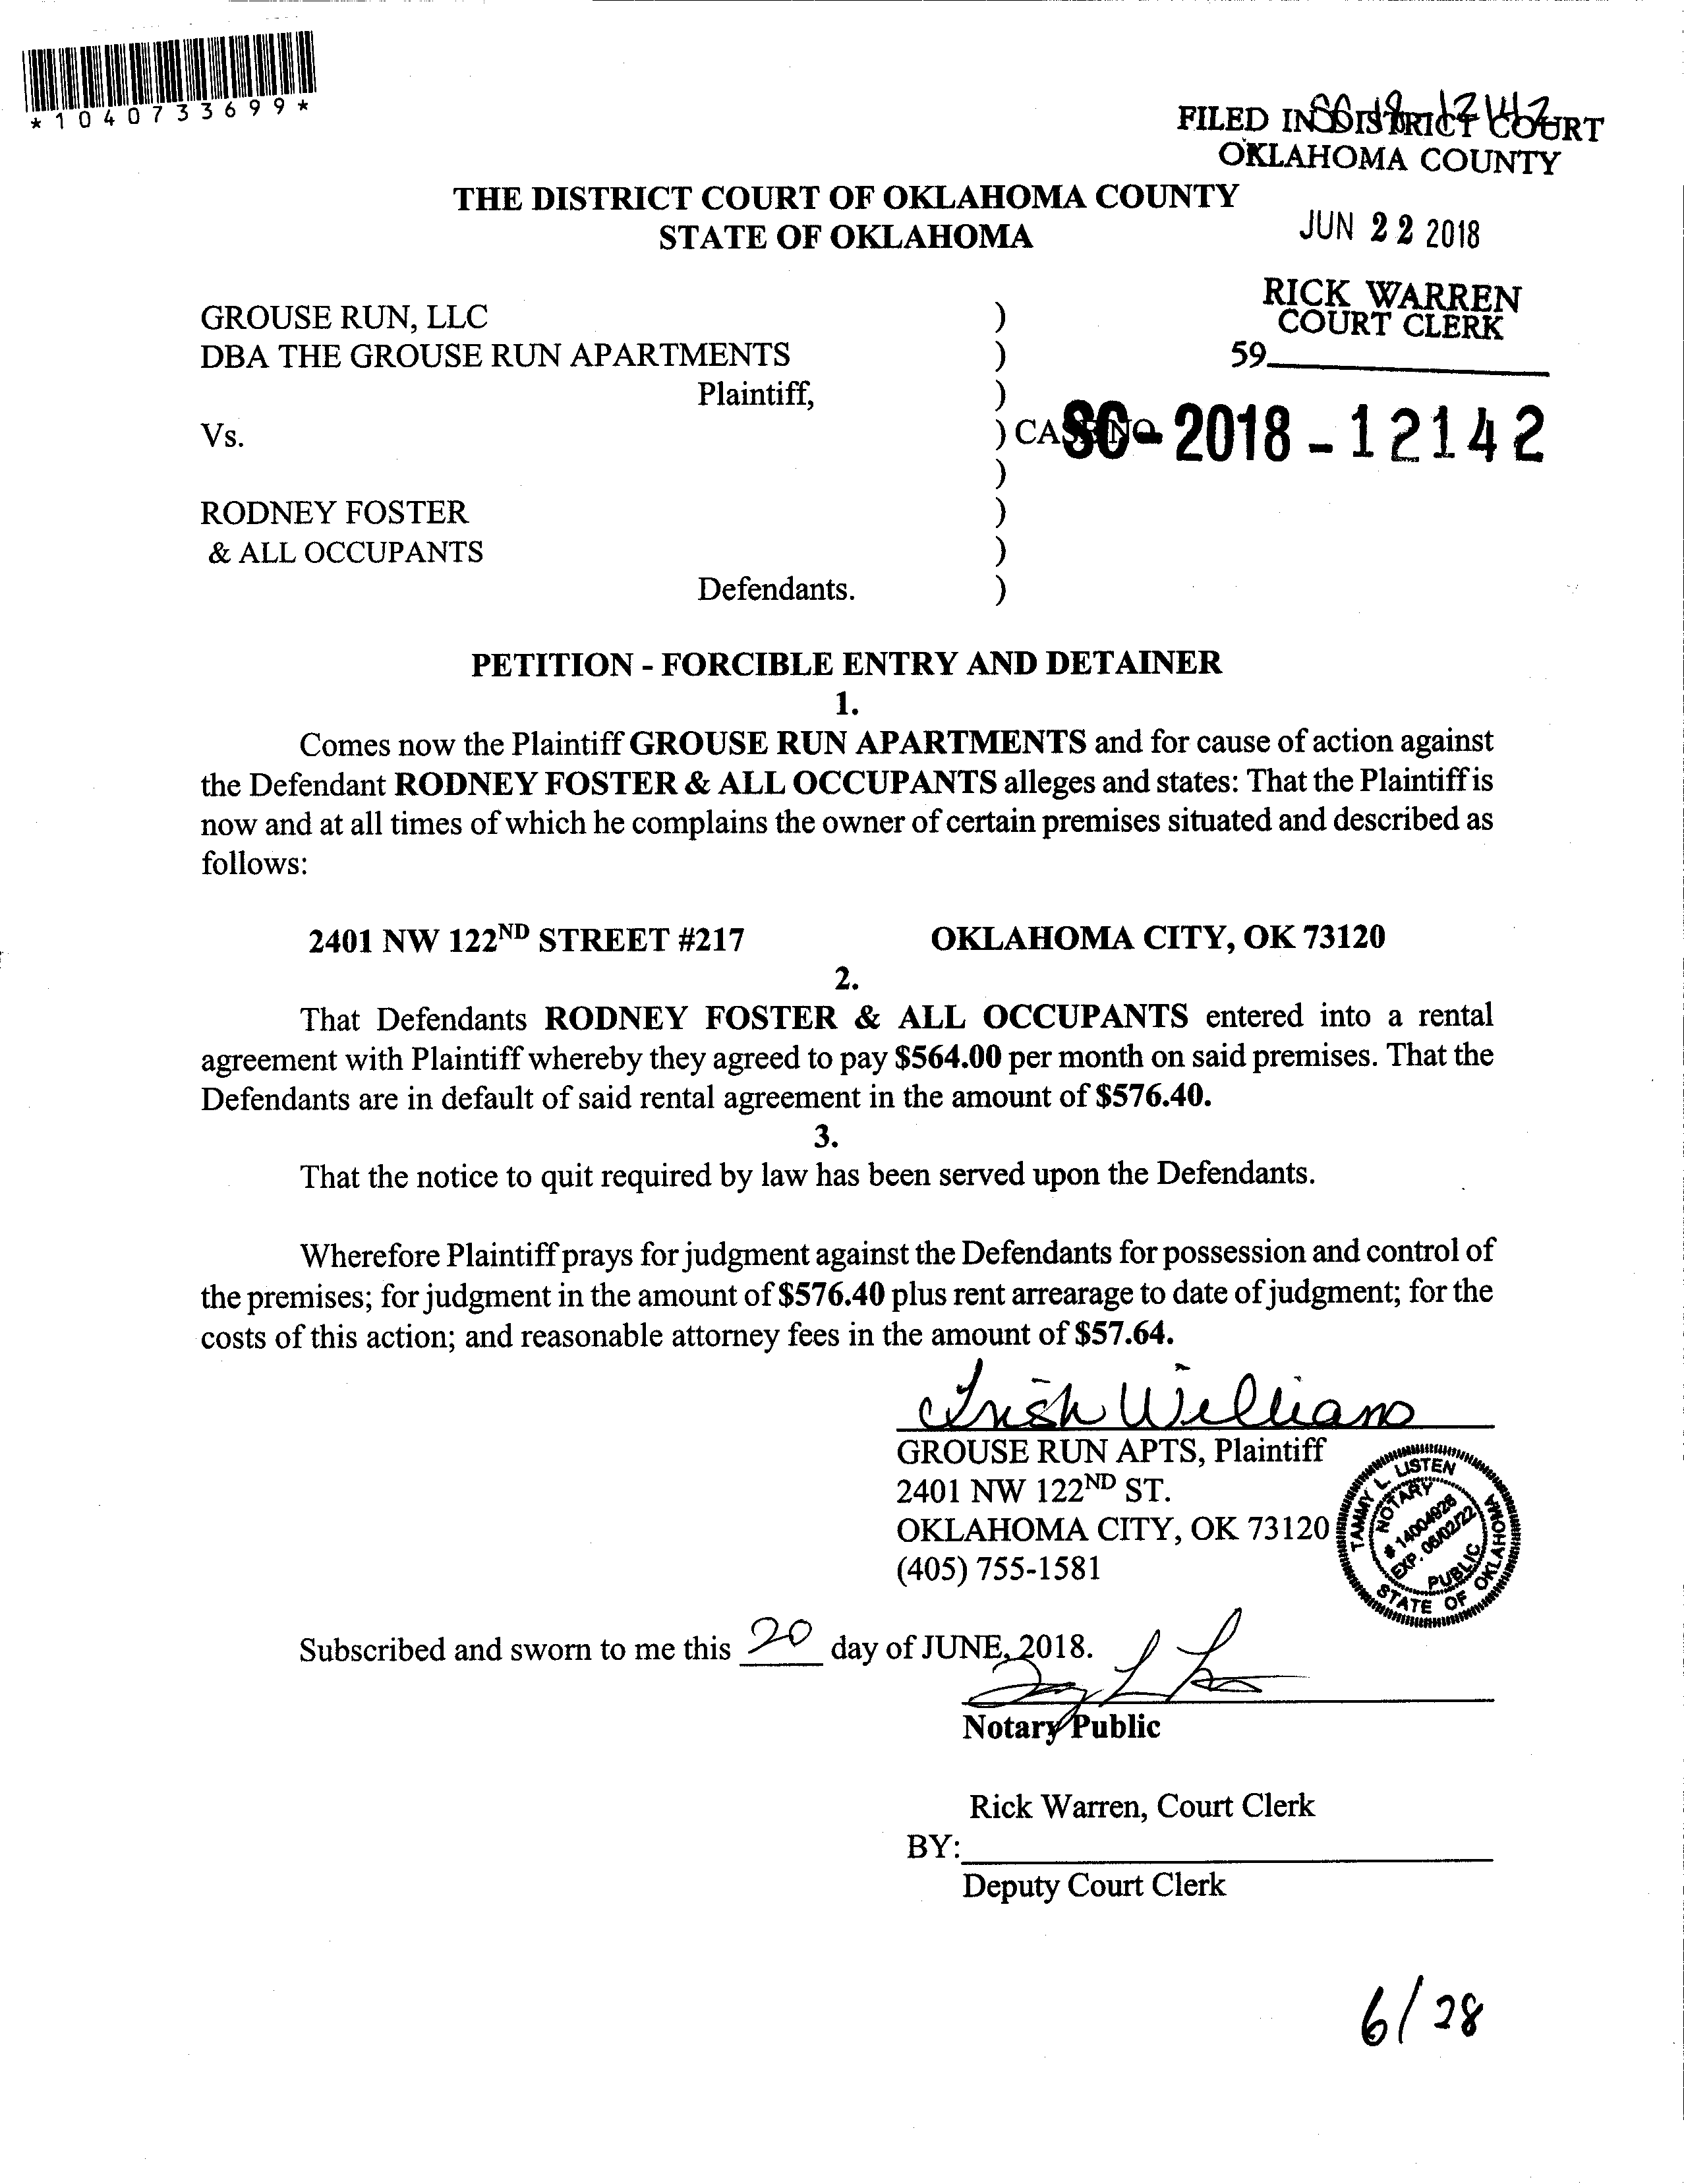 *1040733699*
SC-18-12142
FILED IN DISTRICT COURT
OKLAHOMA COUNTY
THE DISTRICT COURT OF OKLAHOMA COUNTY
STATE OF OKLAHOMA
JUN 22 2018
RICK WARREN
COURT CLERK
59
GROUSE RUN, LLC )
DBA THE GROUSE RUN APARTMENTS )
Plaintiff, )
Vs. ) CASE NO. SC-2018-12142
)
RODNEY FOSTER )
& ALL OCCUPANTS )
Defendants. )
PETITION - FORCIBLE ENTRY AND DETAINER
1.
Comes now the Plaintiff GROUSE RUN APARTMENTS and for cause of action against
the Defendant RODNEY FOSTER & ALL OCCUPANTS alleges and states: That the Plaintiff is
now and at all times of which he complains the owner of certain premises situated and described as
follows:
2401 NW 122ND STREET #217 OKLAHOMA CITY, OK 73120
2.
That Defendants RODNEY FOSTER & ALL OCCUPANTS entered into a rental
agreement with Plaintiff whereby they agreed to pay $564.00 per month on said premises. That the
Defendants are in default of said rental agreement in the amount of $576.40.
3.
That the notice to quit required by law has been served upon the Defendants.
Wherefore Plaintiff prays for judgment against the Defendants for possession and control of
the premises; for judgment in the amount of $576.40 plus rent arrearage to date of judgment; for the
costs of this action; and reasonable attorney fees in the amount of $57.64.
Trish Williams
GROUSE RUN APTS, Plaintiff
2401 NW 122ND ST.
OKLAHOMA CITY, OK 73120
(405) 755-1581
TAMMY L. LISTEN
NOTARY
# 14004926
EXP. 06/02/22
PUBLIC
STATE OF OKLAHOMA
Subscribed and sworn to me this 20 day of JUNE, 2018.
Notary Public
Rick Warren, Court Clerk
BY:
Deputy Court Clerk
6/28